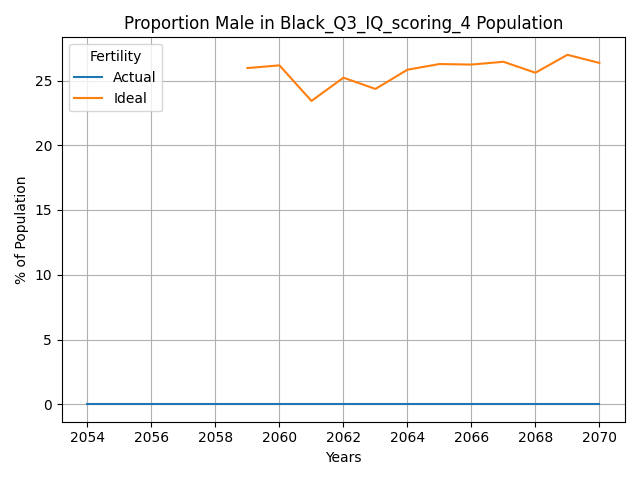 Proportion Male in Black_Q3_IQ_scoring_4 Population
Fertility
Actual
Ideal
% of Population
25
20
15
10
5
0
2054 2056 2058 2060 2062 2064 2066 2068 2070
Years